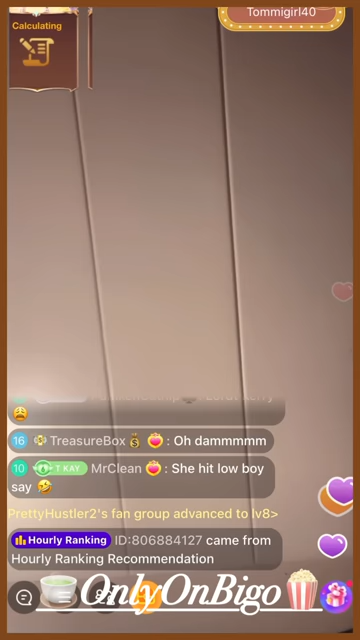 Calculating
Tommigirl40
16 TreasureBox : Oh dammmmm
10 T KAY MrClean : She hit low boy
say
PrettyHustler2's fan group advanced to lv8>
Hourly Ranking ID:806884127 came from
Hourly Ranking Recommendation
OnlyOnBigo